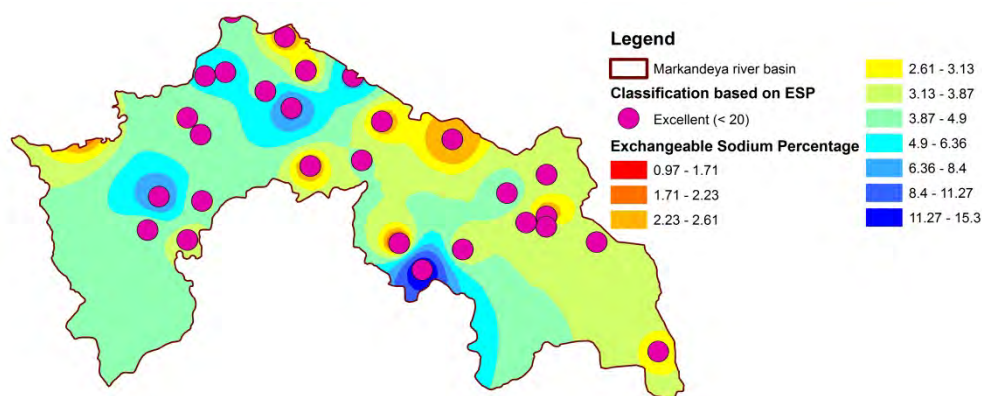 Legend
Markandeya river basin
Classification based on ESP
Excellent (< 20)
Exchangeable Sodium Percentage
0.97 - 1.71
1.71 - 2.23
2.23 - 2.61
2.61 - 3.13
3.13 - 3.87
3.87 - 4.9
4.9 - 6.36
6.36 - 8.4
8.4 - 11.27
11.27 - 15.3